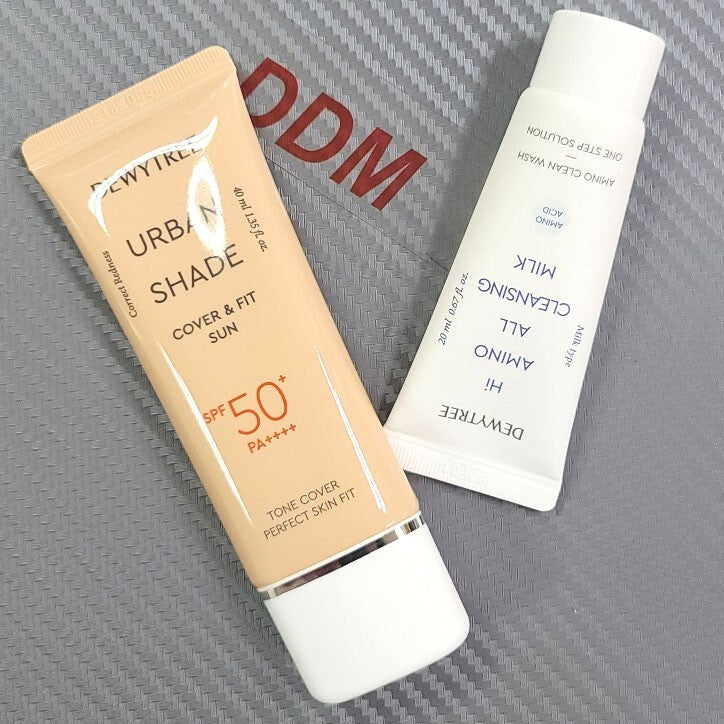 DDM
DEWYTREE
URBAN
SHADE
Correct Redness
40 ml 1.35 fl. oz.
COVER & FIT
SUN
SPF 50+
PA++++
TONE COVER
PERFECT SKIN FIT
DEWYTREE
Hi
AMINO
ALL
CLEANSING
MILK
Milk type
20 ml 0.67 fl. oz.
AMINO
ACID
AMINO CLEAN WASH
ONE STEP SOLUTION